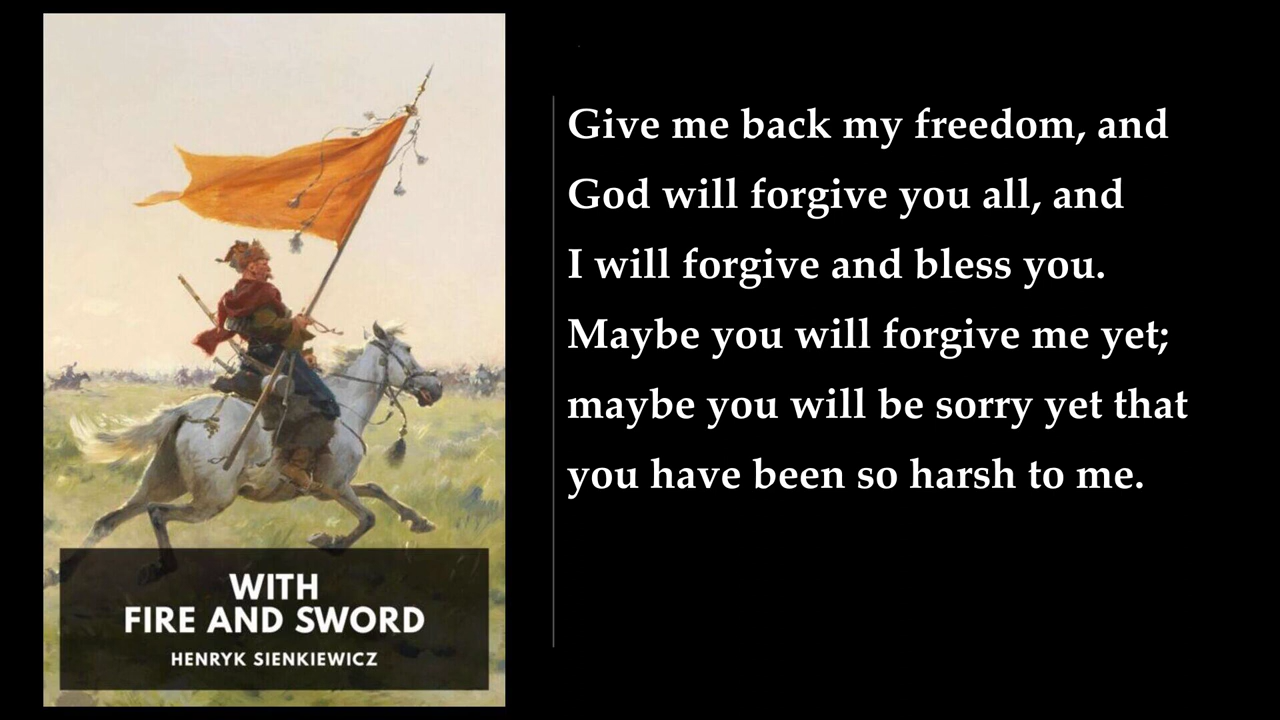 WITH
FIRE AND SWORD
HENRYK SIENKIEWICZ
Give me back my freedom, and
God will forgive you all, and
I will forgive and bless you.
Maybe you will forgive me yet;
maybe you will be sorry yet that
you have been so harsh to me.